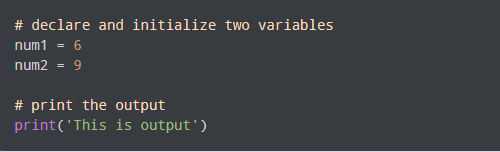 # declare and initialize two variables
num1 = 6
num2 = 9
# print the output
print('This is output')